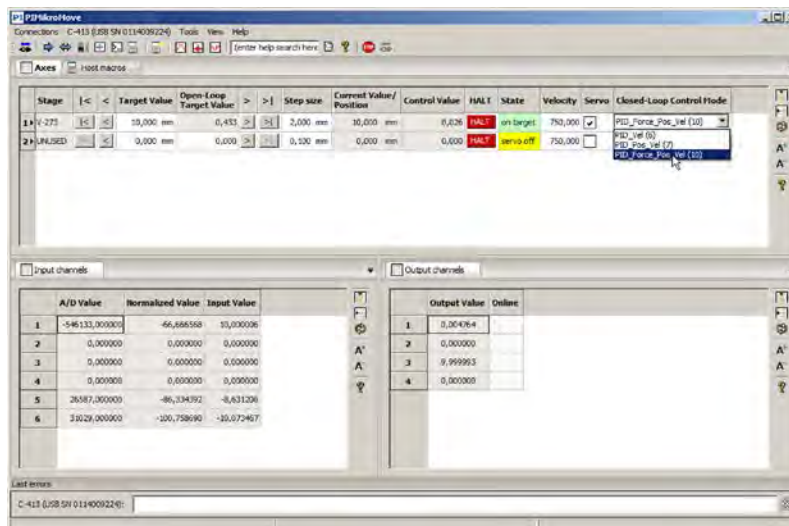 PIMikroMove
Connections C-413 (USB SN 0114009224) Tools View Help
[enter help search here
Axes Host macros
Stage |< < Target Value Open-Loop Target Value > >| Step size Current Value/ Position Control Value HALT State Velocity Servo Closed-Loop Control Mode
1 V-275 |< < 10,000 mm 0,433 > >| 2,000 mm 10,000 mm 0,026 HALT on target 750,000 PID_Force_Pos_Vel (10)
PID_Vel (6)
2 UNUSED < 0,000 mm 0,000 > 0,100 mm 0,000 mm 0,000 HALT servo off 750,000 PID_Pos_Vel (7)
PID_Force_Pos_Vel (10)
Input channels
A/D Value Normalized Value Input Value
1 -546133,000000 -66,666568 10,000006
2 0,000000 0,000000 0,000000
3 0,000000 0,000000 0,000000
4 0,000000 0,000000 0,000000
5 26587,000000 -86,334392 -8,631206
6 31029,000000 -100,758690 -10,073467
Output channels
Output Value Online
1 0,004764
2 0,000000
3 9,999993
4 0,000000
Last errors
C-413 (USB SN 0114009224):